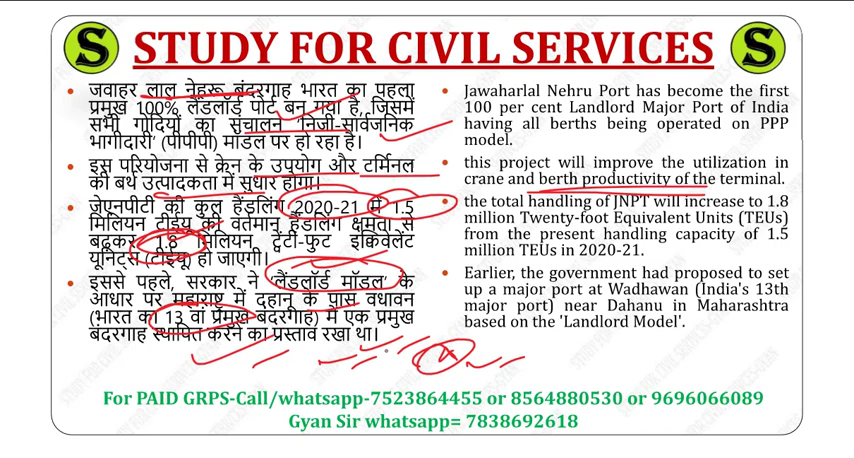 S STUDY FOR CIVIL SERVICES S
• जवाहर लाल नेहरू बंदरगाह भारत का पहला
प्रमुख 100% लैंडलॉर्ड पोर्ट बन गया है, जिसमें
सभी गोदियों का संचालन 'निजी-सार्वजनिक
भागीदारी' (पीपीपी) मॉडल पर हो रहा है।
• इस परियोजना से क्रेन के उपयोग और टर्मिनल
की बर्थ उत्पादकता में सुधार होगा।
• जेएनपीटी की कुल हैंडलिंग 2020-21 में 1.5
मिलियन टीईयू की वर्तमान हैंडलिंग क्षमता से
बढ़कर 1.8 मिलियन ट्वेंटी-फुट इक्विवेलेंट
यूनिट्स (टीईयू) हो जाएगी।
• इससे पहले, सरकार ने 'लैंडलॉर्ड मॉडल' के
आधार पर महाराष्ट्र में दहानू के पास वधावन
(भारत का 13 वां प्रमुख बंदरगाह) में एक प्रमुख
बंदरगाह स्थापित करने का प्रस्ताव रखा था।
• Jawaharlal Nehru Port has become the first
100 per cent Landlord Major Port of India
having all berths being operated on PPP
model.
• this project will improve the utilization in
crane and berth productivity of the terminal.
• the total handling of JNPT will increase to 1.8
million Twenty-foot Equivalent Units (TEUs)
from the present handling capacity of 1.5
million TEUs in 2020-21.
• Earlier, the government had proposed to set
up a major port at Wadhawan (India's 13th
major port) near Dahanu in Maharashtra
based on the 'Landlord Model'.
For PAID GRPS-Call/whatsapp-7523864455 or 8564880530 or 9696066089
Gyan Sir whatsapp= 7838692618